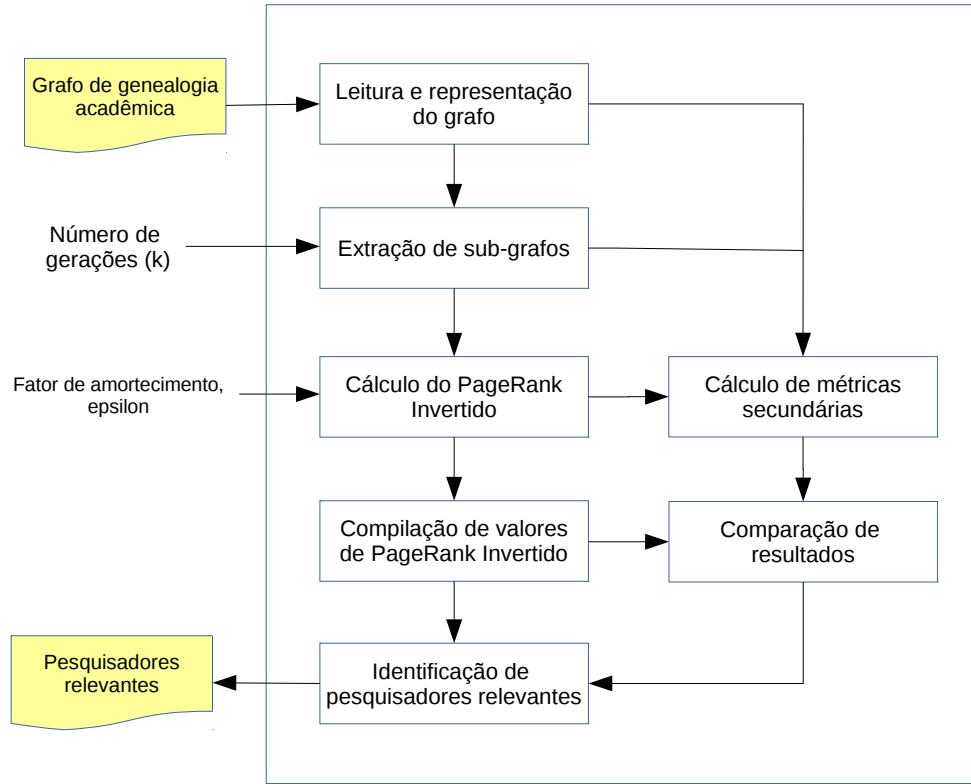 Grafo de genealogia
acadêmica
Leitura e representação
do grafo
Número de
gerações (k)
Extração de sub-grafos
Fator de amortecimento,
epsilon
Cálculo do PageRank
Invertido
Cálculo de métricas
secundárias
Compilação de valores
de PageRank Invertido
Comparação de
resultados
Pesquisadores
relevantes
Identificação de
pesquisadores relevantes